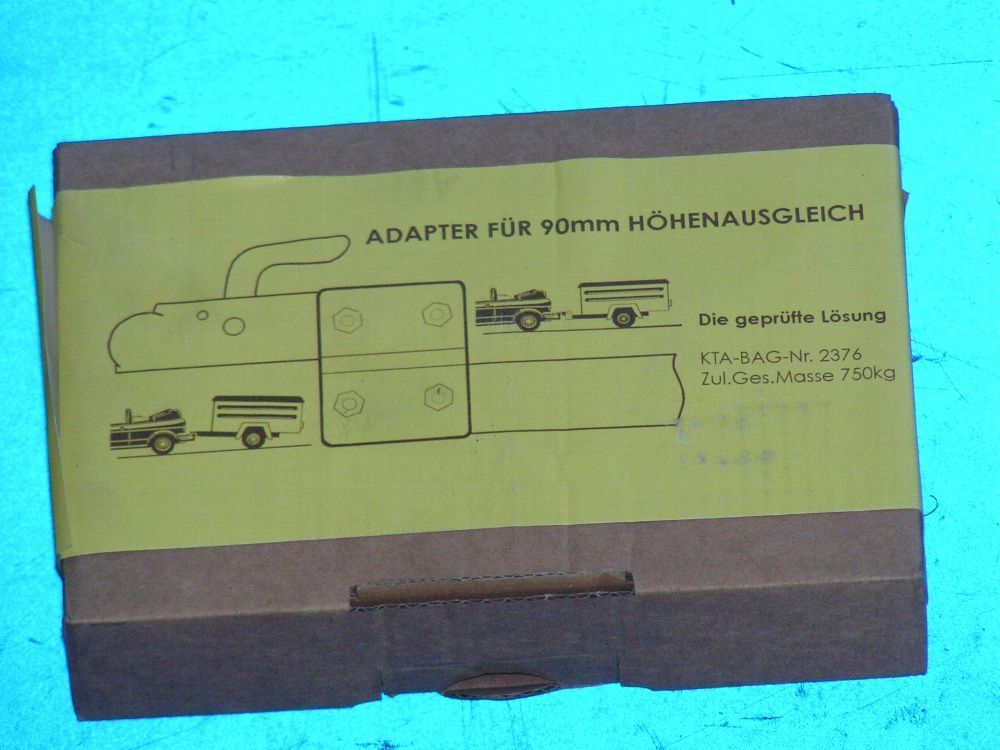 ADAPTER FÜR 90mm HÖHENAUSGLEICH
Die geprüfte Lösung
KTA-BAG-Nr. 2376
Zul.Ges.Masse 750kg